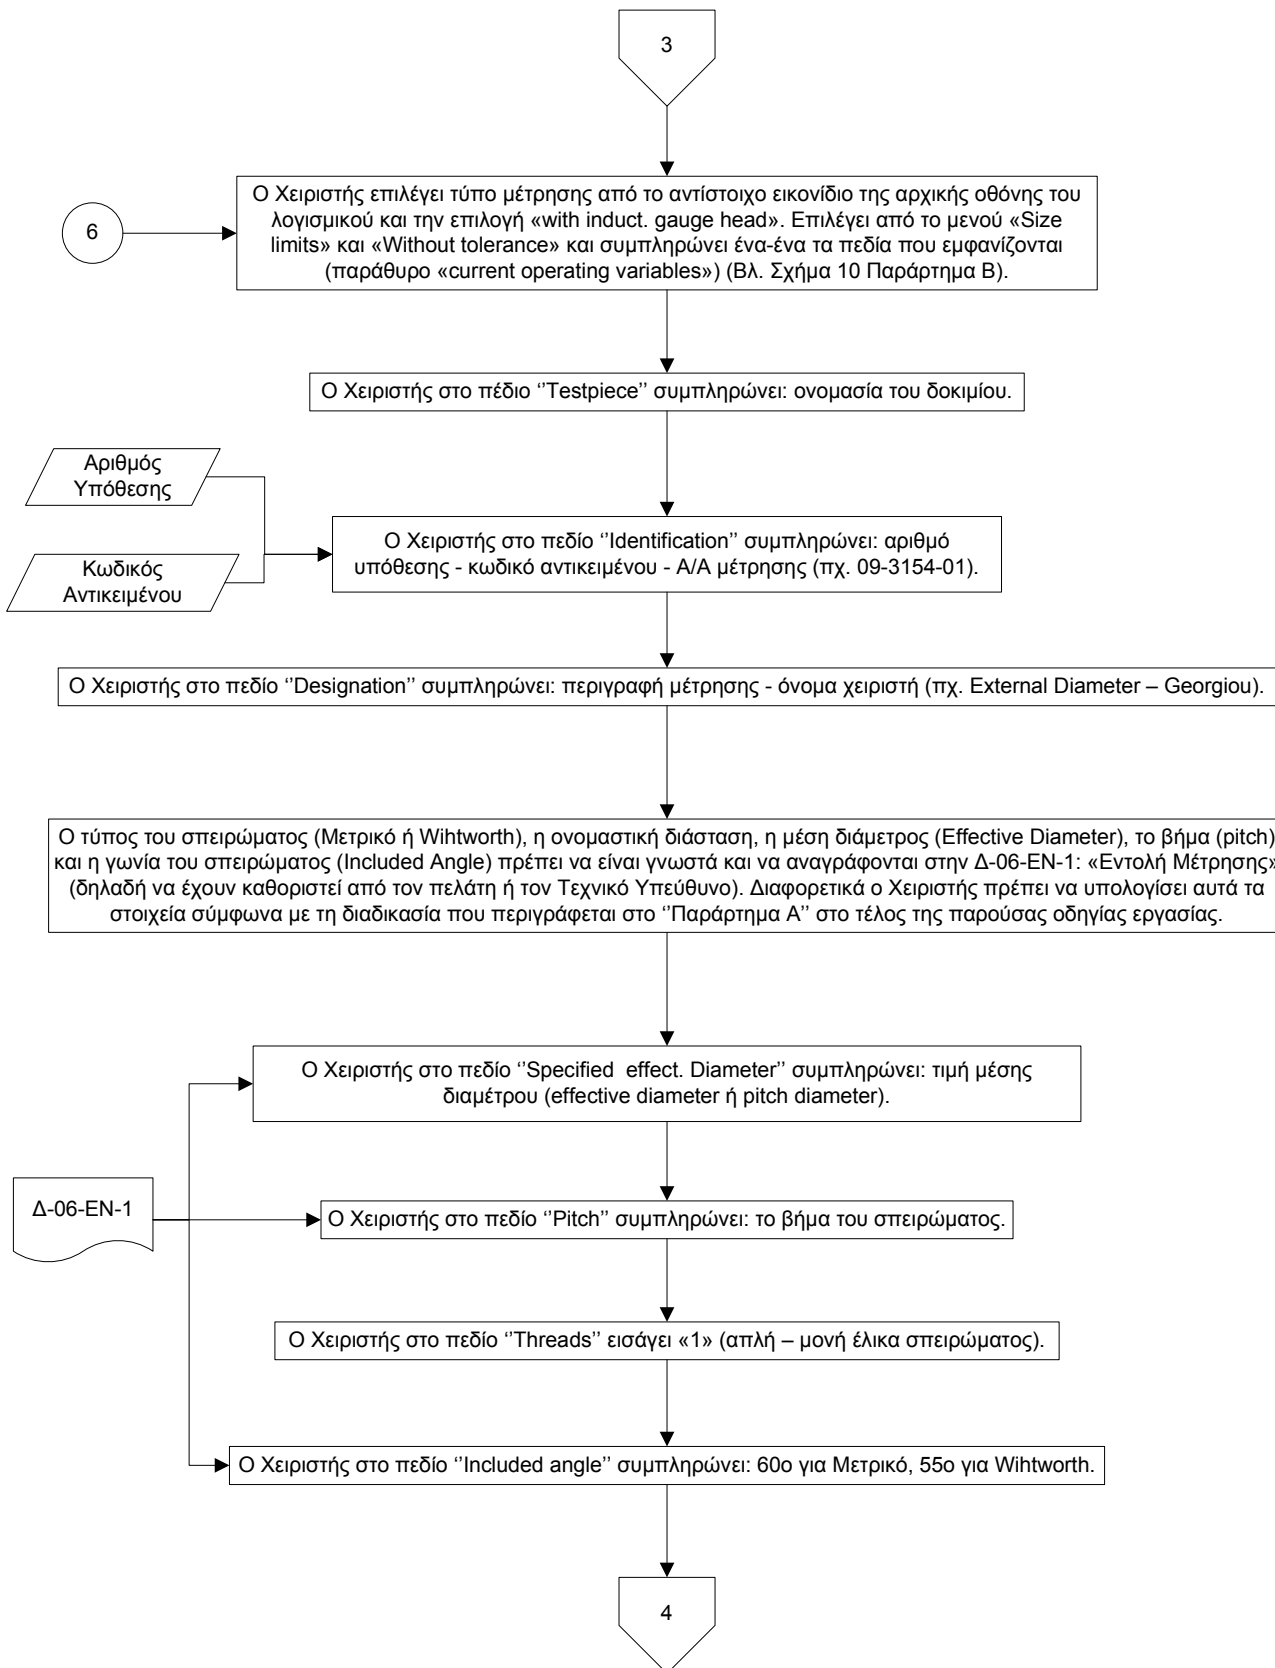 3
Ο Χειριστής επιλέγει τύπο μέτρησης από το αντίστοιχο εικονίδιο της αρχικής οθόνης του
λογισμικού και την επιλογή «with induct. gauge head». Επιλέγει από το μενού «Size
limits» και «Without tolerance» και συμπληρώνει ένα-ένα τα πεδία που εμφανίζονται
(παράθυρο «current operating variables») (Βλ. Σχήμα 10 Παράρτημα Β).
6
Ο Χειριστής στο πέδιο ‘’Testpiece’’ συμπληρώνει: ονομασία του δοκιμίου.
Αριθμός
Υπόθεσης
Κωδικός
Αντικειμένου
Ο Χειριστής στο πεδίο ‘’Identification’’ συμπληρώνει: αριθμό
υπόθεσης - κωδικό αντικειμένου - Α/Α μέτρησης (πχ. 09-3154-01).
Ο Χειριστής στο πεδίο ‘’Designation’’ συμπληρώνει: περιγραφή μέτρησης - όνομα χειριστή (πχ. External Diameter – Georgiou).
Ο τύπος του σπειρώματος (Μετρικό ή Wihtworth), η ονομαστική διάσταση, η μέση διάμετρος (Effective Diameter), το βήμα (pitch)
και η γωνία του σπειρώματος (Included Angle) πρέπει να είναι γνωστά και να αναγράφονται στην Δ-06-ΕΝ-1: «Εντολή Μέτρησης»
(δηλαδή να έχουν καθοριστεί από τον πελάτη ή τον Τεχνικό Υπεύθυνο). Διαφορετικά ο Χειριστής πρέπει να υπολογίσει αυτά τα
στοιχεία σύμφωνα με τη διαδικασία που περιγράφεται στο ‘’Παράρτημα Α’’ στο τέλος της παρούσας οδηγίας εργασίας.
Ο Χειριστής στο πεδίο ‘’Specified effect. Diameter’’ συμπληρώνει: τιμή μέσης
διαμέτρου (effective diameter ή pitch diameter).
Δ-06-ΕΝ-1
Ο Χειριστής στο πεδίο ‘’Pitch’’ συμπληρώνει: το βήμα του σπειρώματος.
Ο Χειριστής στο πεδίο ‘’Threads’’ εισάγει «1» (απλή – μονή έλικα σπειρώματος).
Ο Χειριστής στο πεδίο ‘’Included angle’’ συμπληρώνει: 60ο για Μετρικό, 55ο για Wihtworth.
4